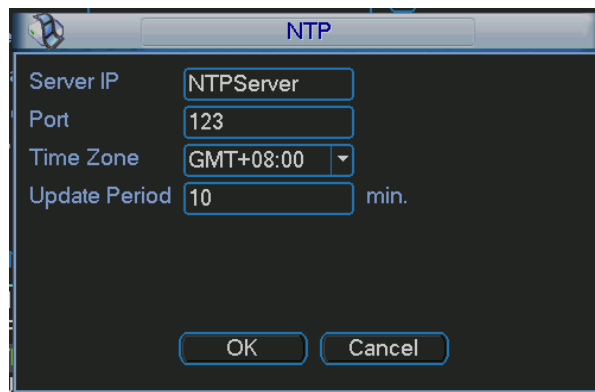 NTP
Server IP NTPServer
Port 123
Time Zone GMT+08:00
Update Period 10 min.
OK Cancel